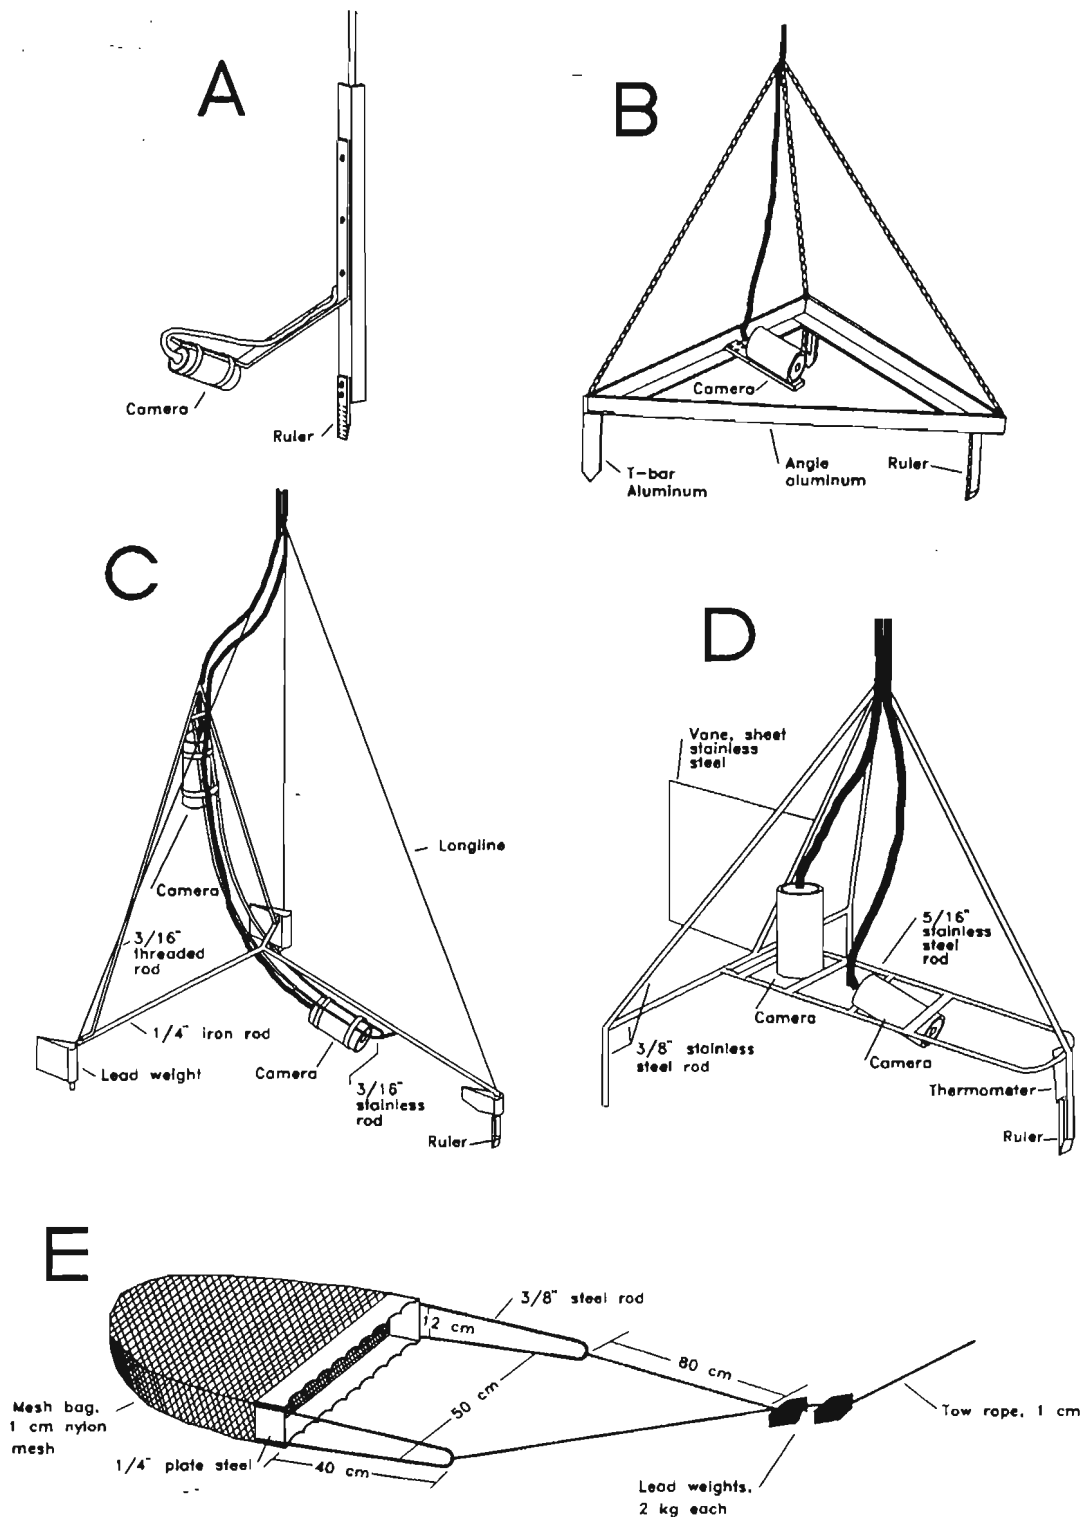 A
Camera
Ruler
B
Camera
T-bar
Aluminum
Angle
aluminum
Ruler
C
Longline
Camera
3/16"
threaded
rod
1/4" iron rod
Lead weight
Camera
3/16"
stainless
rod
Ruler
D
Vane, sheet
stainless
steel
5/16"
stainless
steel
rod
Camera
3/8" stainless
steel rod
Camera
Thermometer
Ruler
E
3/8" steel rod
12 cm
80 cm
50 cm
Mesh bag,
1 cm nylon
mesh
1/4" plate steel
40 cm
Tow rope, 1 cm
Lead weights,
2 kg each